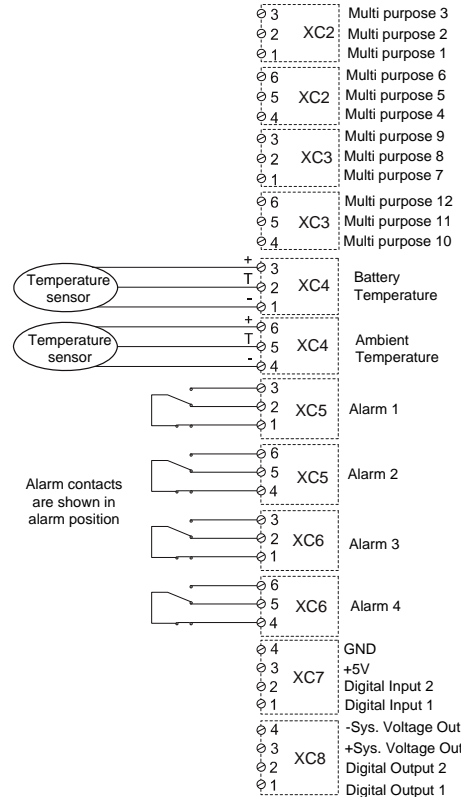 3 Multi purpose 3
2 XC2 Multi purpose 2
1 Multi purpose 1
6 Multi purpose 6
5 XC2 Multi purpose 5
4 Multi purpose 4
3 Multi purpose 9
2 XC3 Multi purpose 8
1 Multi purpose 7
6 Multi purpose 12
5 XC3 Multi purpose 11
4 Multi purpose 10
Temperature
sensor
+ 3
T 2
- 1
XC4
Battery
Temperature
Temperature
sensor
+ 6
T 5
- 4
XC4
Ambient
Temperature
3
2 XC5 Alarm 1
1
6
5 XC5 Alarm 2
4
Alarm contacts
are shown in
alarm position
3
2 XC6 Alarm 3
1
6
5 XC6 Alarm 4
4
4 GND
3 +5V
XC7
2 Digital Input 2
1 Digital Input 1
4 -Sys. Voltage Out
3 +Sys. Voltage Out
XC8
2 Digital Output 2
1 Digital Output 1